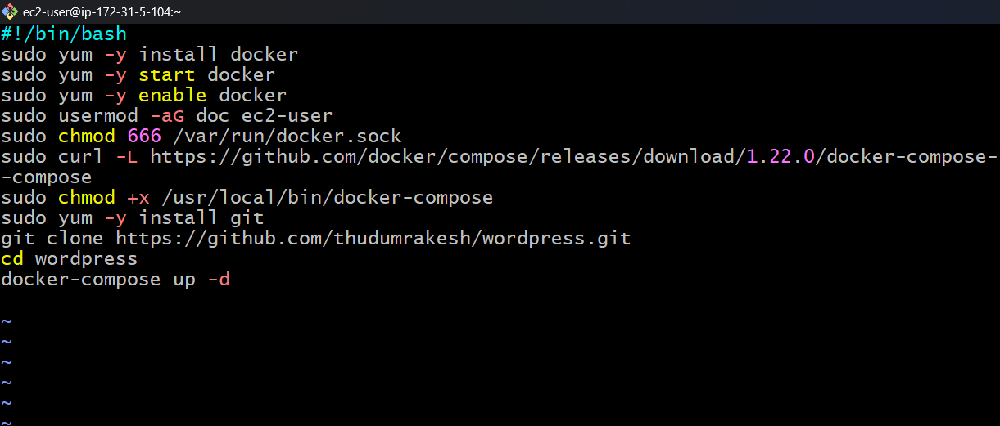 ec2-user@ip-172-31-5-104:~
#!/bin/bash
sudo yum -y install docker
sudo yum -y start docker
sudo yum -y enable docker
sudo usermod -aG doc ec2-user
sudo chmod 666 /var/run/docker.sock
sudo curl -L https://github.com/docker/compose/releases/download/1.22.0/docker-compose-
-compose
sudo chmod +x /usr/local/bin/docker-compose
sudo yum -y install git
git clone https://github.com/thudumrakesh/wordpress.git
cd wordpress
docker-compose up -d
~
~
~
~
~
~